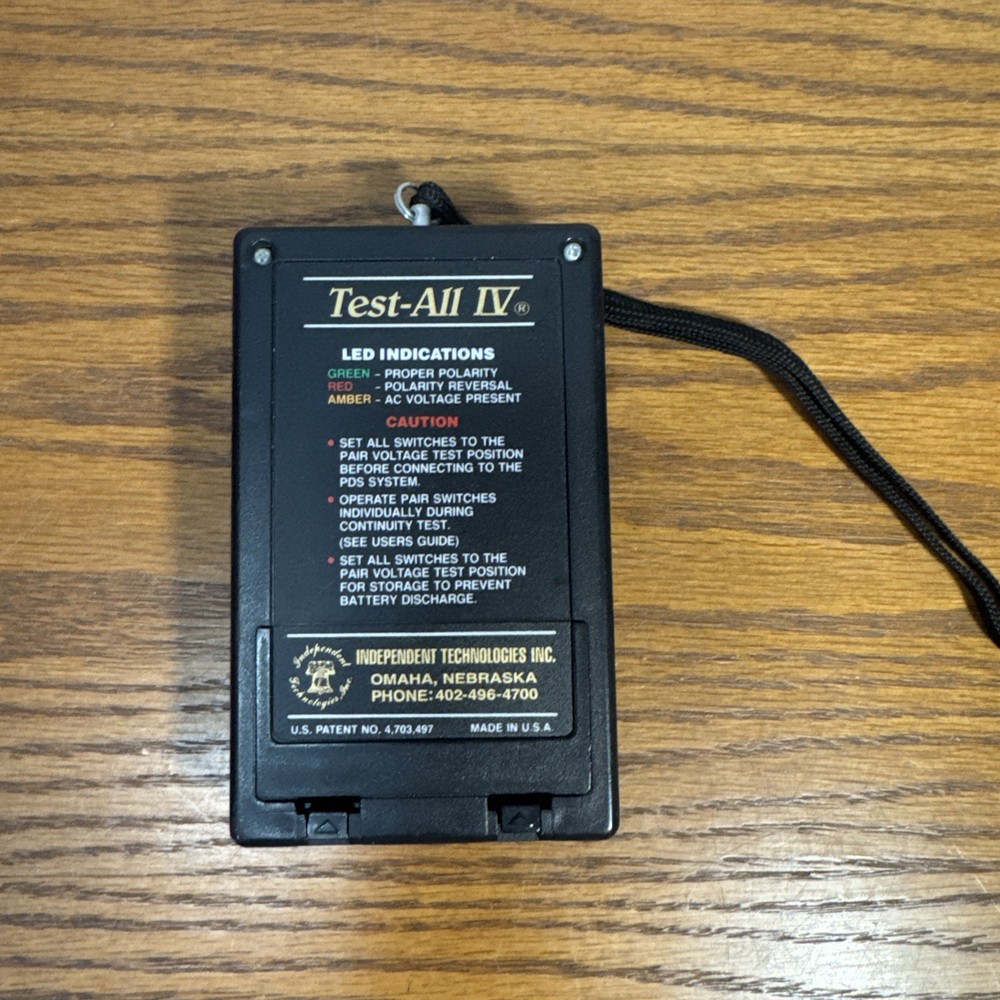 Test-All IV®
LED INDICATIONS
GREEN - PROPER POLARITY
RED - POLARITY REVERSAL
AMBER - AC VOLTAGE PRESENT
CAUTION
• SET ALL SWITCHES TO THE
PAIR VOLTAGE TEST POSITION
BEFORE CONNECTING TO THE
PDS SYSTEM.
• OPERATE PAIR SWITCHES
INDIVIDUALLY DURING
CONTINUITY TEST.
(SEE USERS GUIDE)
• SET ALL SWITCHES TO THE
PAIR VOLTAGE TEST POSITION
FOR STORAGE TO PREVENT
BATTERY DISCHARGE.
Independent
Technologies, Inc.
INDEPENDENT TECHNOLOGIES INC.
OMAHA, NEBRASKA
PHONE: 402-496-4700
U.S. PATENT NO. 4,703,497 MADE IN U.S.A.